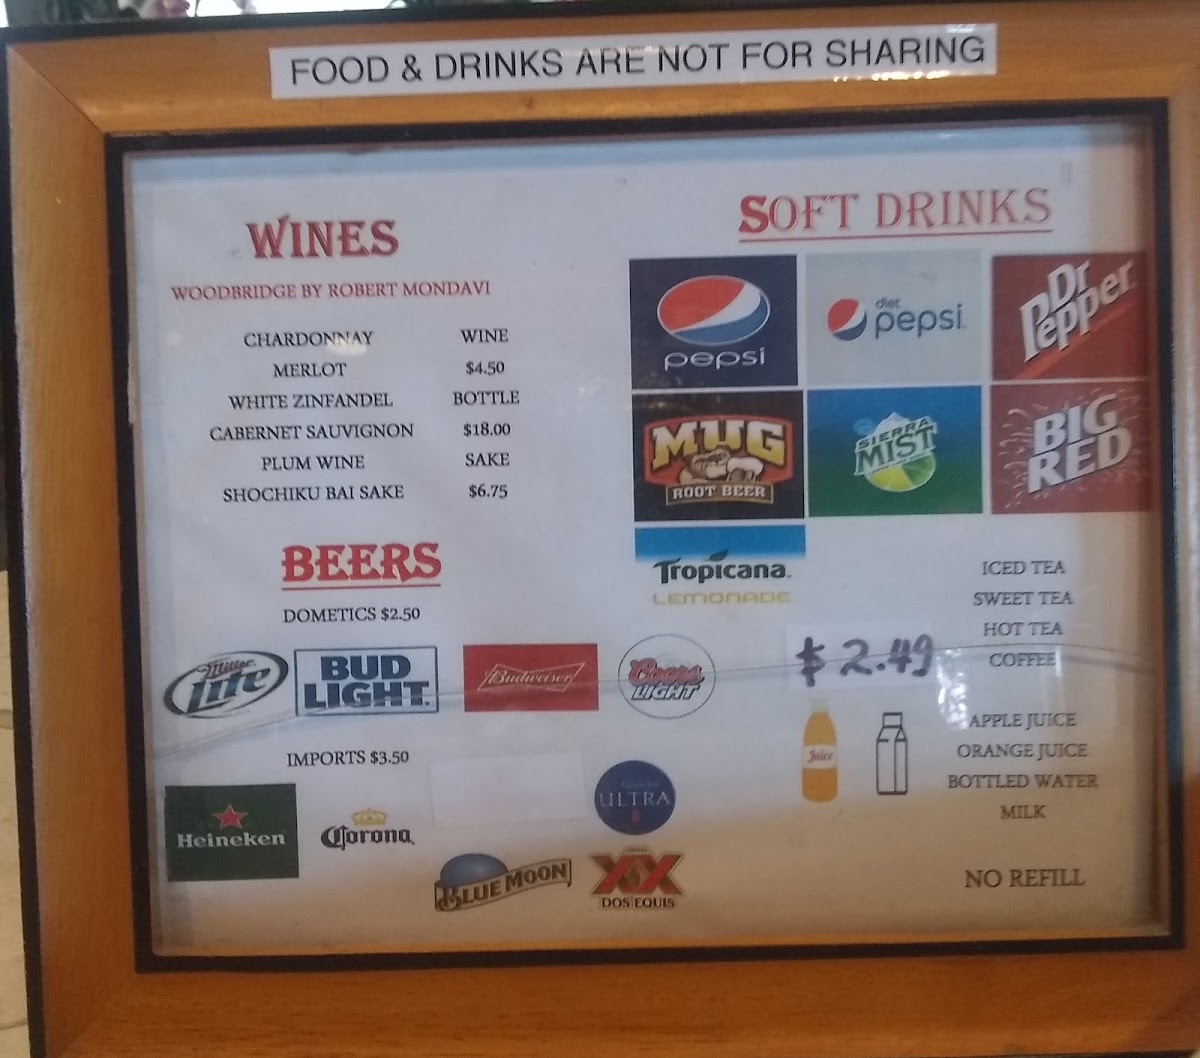 FOOD & DRINKS ARE NOT FOR SHARING
WINES
WOODBRIDGE BY ROBERT MONDAVI
CHARDONNAY WINE
MERLOT $4.50
WHITE ZINFANDEL BOTTLE
CABERNET SAUVIGNON $18.00
PLUM WINE SAKE
SHOCHIKU BAI SAKE $6.75
BEERS
DOMETICS $2.50
Miller
Lite
BUD
LIGHT.
Budweiser
Coors
LIGHT
IMPORTS $3.50
Heineken
Corona
ULTRA
BLUE MOON
XX
DOS EQUIS
SOFT DRINKS
pepsi
diet
pepsi
Dr
Pepper
MUG
ROOT BEER
SIERRA
MIST
BIG
RED
Tropicana
LEMONADE
$2.49
Juice
ICED TEA
SWEET TEA
HOT TEA
COFFEE
APPLE JUICE
ORANGE JUICE
BOTTLED WATER
MILK
NO REFILL